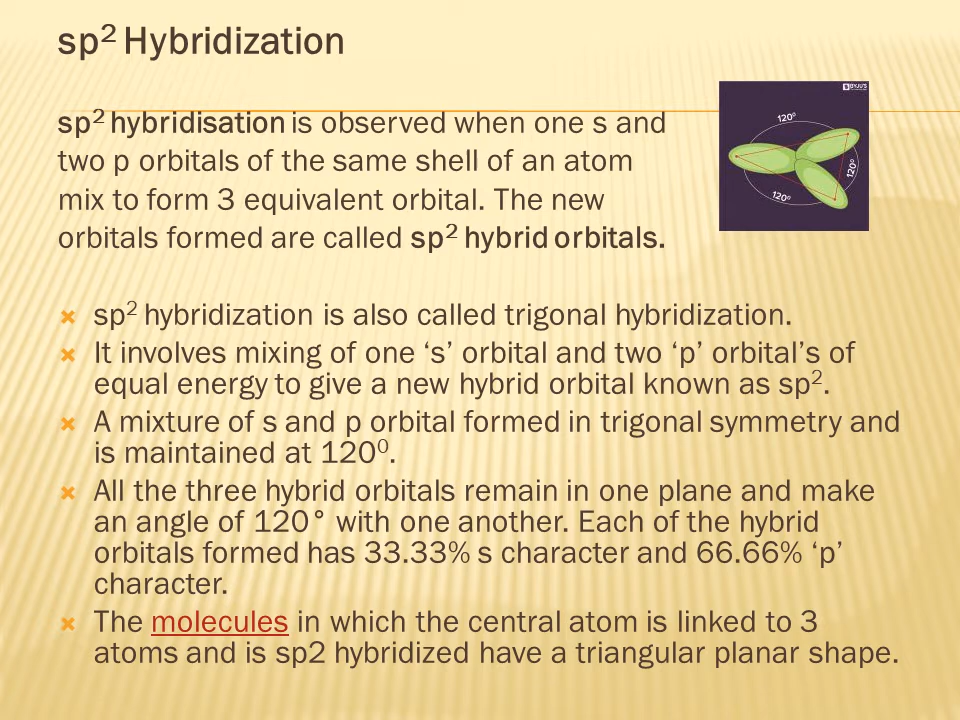 sp² Hybridization
sp² hybridisation is observed when one s and
two p orbitals of the same shell of an atom
mix to form 3 equivalent orbital. The new
orbitals formed are called sp² hybrid orbitals.
BYJU'S
120⁰
120⁰
120⁰
× sp² hybridization is also called trigonal hybridization.
× It involves mixing of one ‘s’ orbital and two ‘p’ orbital’s of
equal energy to give a new hybrid orbital known as sp².
× A mixture of s and p orbital formed in trigonal symmetry and
is maintained at 120⁰.
× All the three hybrid orbitals remain in one plane and make
an angle of 120° with one another. Each of the hybrid
orbitals formed has 33.33% s character and 66.66% ‘p’
character.
× The molecules in which the central atom is linked to 3
atoms and is sp2 hybridized have a triangular planar shape.